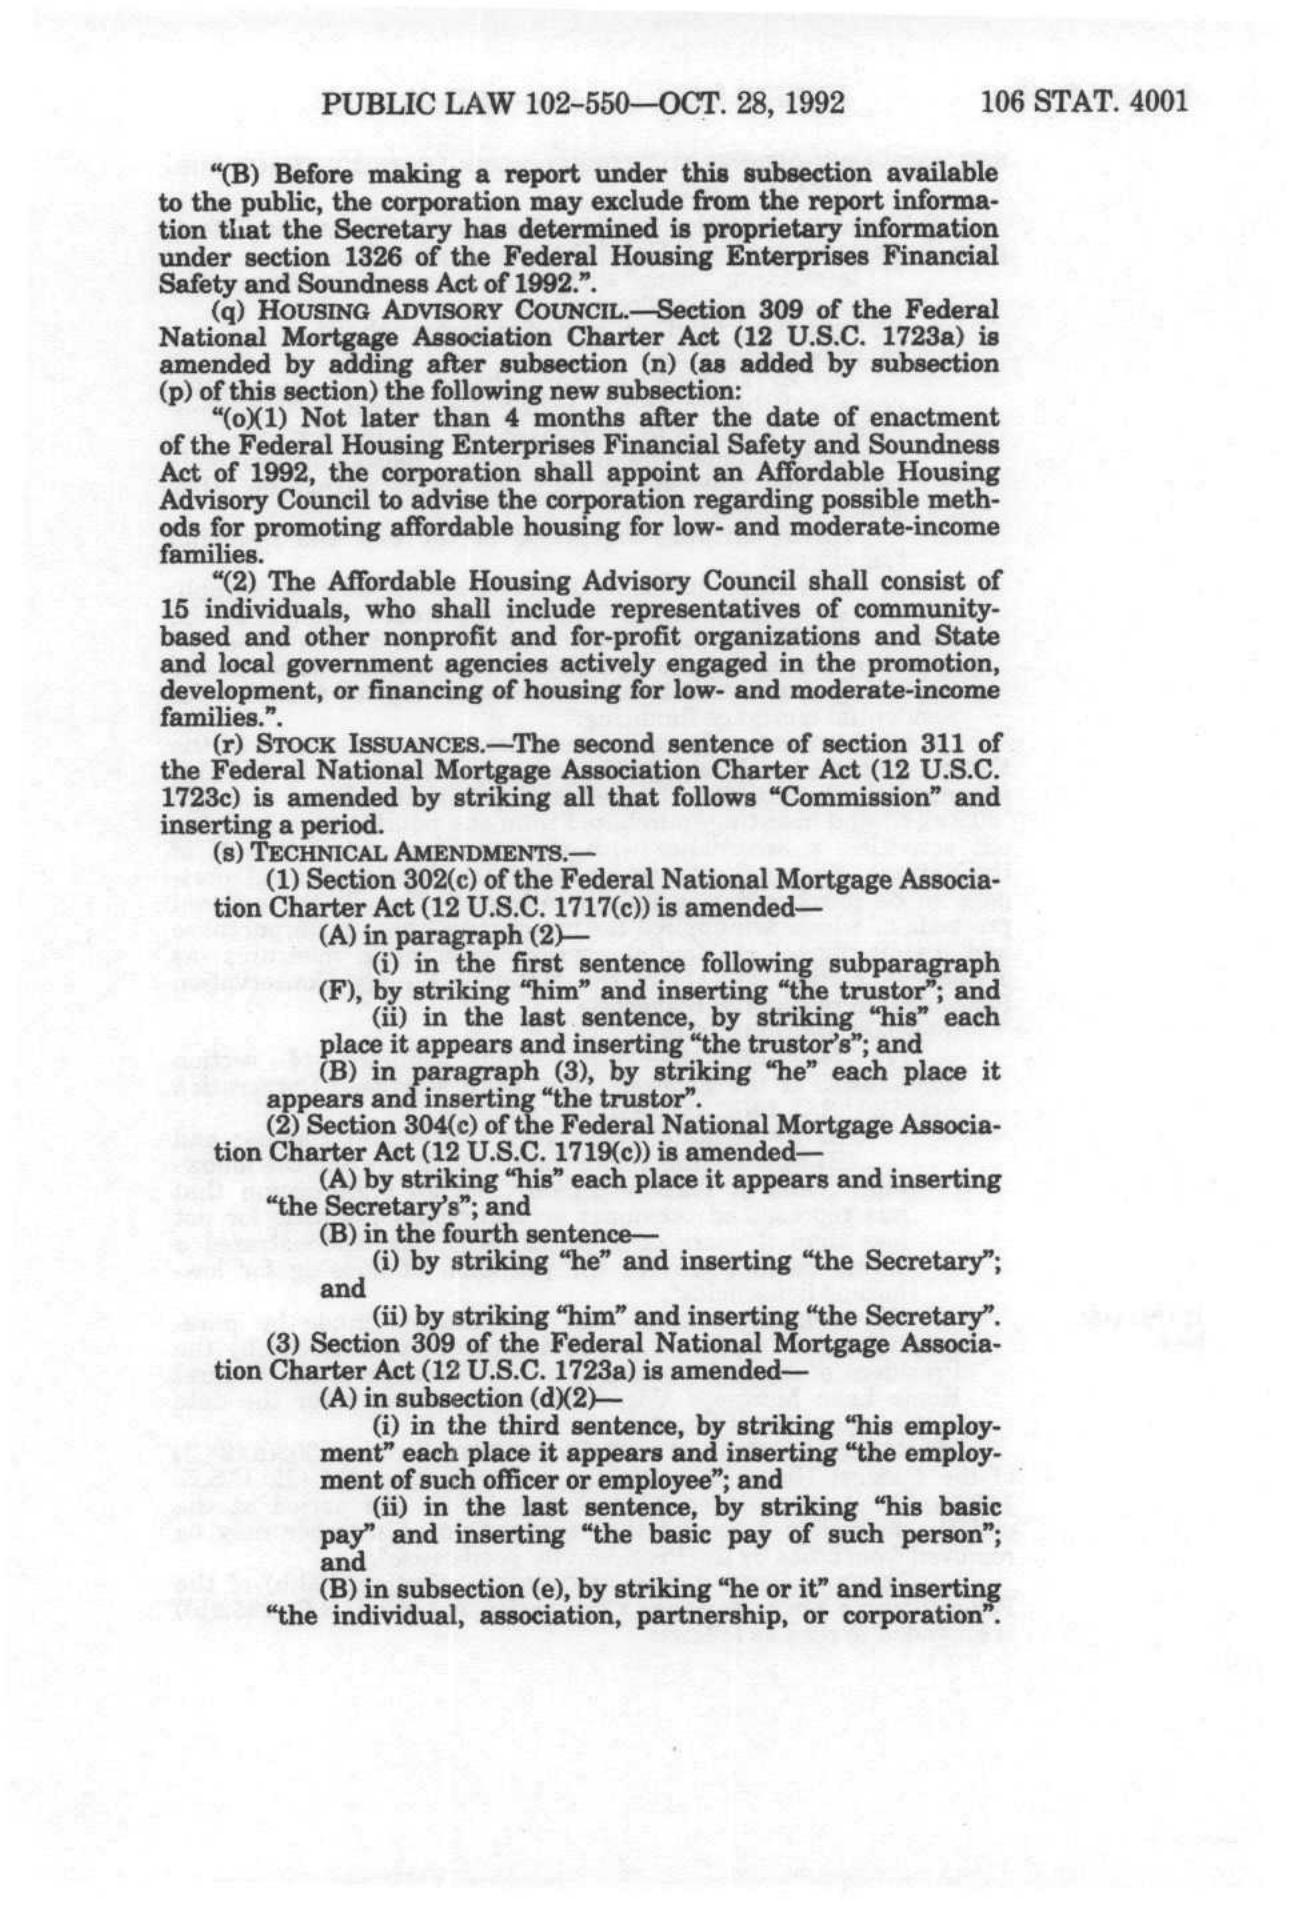 PUBLIC LAW 102–550—OCT. 28, 1992 106 STAT. 4001
“(B) Before making a report under this subsection available
to the public, the corporation may exclude from the report informa-
tion that the Secretary has determined is proprietary information
under section 1326 of the Federal Housing Enterprises Financial
Safety and Soundness Act of 1992.”.
(q) HOUSING ADVISORY COUNCIL.—Section 309 of the Federal
National Mortgage Association Charter Act (12 U.S.C. 1723a) is
amended by adding after subsection (n) (as added by subsection
(p) of this section) the following new subsection:
“(o)(1) Not later than 4 months after the date of enactment
of the Federal Housing Enterprises Financial Safety and Soundness
Act of 1992, the corporation shall appoint an Affordable Housing
Advisory Council to advise the corporation regarding possible meth-
ods for promoting affordable housing for low- and moderate-income
families.
“(2) The Affordable Housing Advisory Council shall consist of
15 individuals, who shall include representatives of community-
based and other nonprofit and for-profit organizations and State
and local government agencies actively engaged in the promotion,
development, or financing of housing for low- and moderate-income
families.”.
(r) STOCK ISSUANCES.—The second sentence of section 311 of
the Federal National Mortgage Association Charter Act (12 U.S.C.
1723c) is amended by striking all that follows “Commission” and
inserting a period.
(s) TECHNICAL AMENDMENTS.—
(1) Section 302(c) of the Federal National Mortgage Associa-
tion Charter Act (12 U.S.C. 1717(c)) is amended—
(A) in paragraph (2)—
(i) in the first sentence following subparagraph
(F), by striking “him” and inserting “the trustor”; and
(ii) in the last sentence, by striking “his” each
place it appears and inserting “the trustor’s”; and
(B) in paragraph (3), by striking “he” each place it
appears and inserting “the trustor”.
(2) Section 304(c) of the Federal National Mortgage Associa-
tion Charter Act (12 U.S.C. 1719(c)) is amended—
(A) by striking “his” each place it appears and inserting
“the Secretary’s”; and
(B) in the fourth sentence—
(i) by striking “he” and inserting “the Secretary”;
and
(ii) by striking “him” and inserting “the Secretary”.
(3) Section 309 of the Federal National Mortgage Associa-
tion Charter Act (12 U.S.C. 1723a) is amended—
(A) in subsection (d)(2)—
(i) in the third sentence, by striking “his employ-
ment” each place it appears and inserting “the employ-
ment of such officer or employee”; and
(ii) in the last sentence, by striking “his basic
pay” and inserting “the basic pay of such person”;
and
(B) in subsection (e), by striking “he or it” and inserting
“the individual, association, partnership, or corporation”.